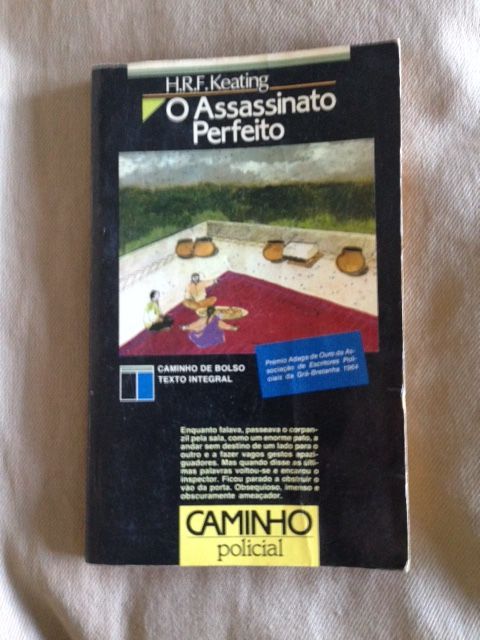 H.R.F. Keating
O Assassinato
Perfeito
CAMINHO DE BOLSO
TEXTO INTEGRAL
Prémio Adaga de Ouro da As-
sociação de Escritores Poli-
ciais da Grã-Bretanha 1964
Enquanto falava, passeava o corpan-
zil pela sala, como um enorme pato, a
andar sem destino de um lado para o
outro e a fazer vagos gestos apazi-
guadores. Mas quando disse as últi-
mas palavras voltou-se e encarou o
inspector. Ficou parado a obstruir o
vão da porta. Obsequioso, imenso e
obscuramente ameaçador.
CAMINHO
policial